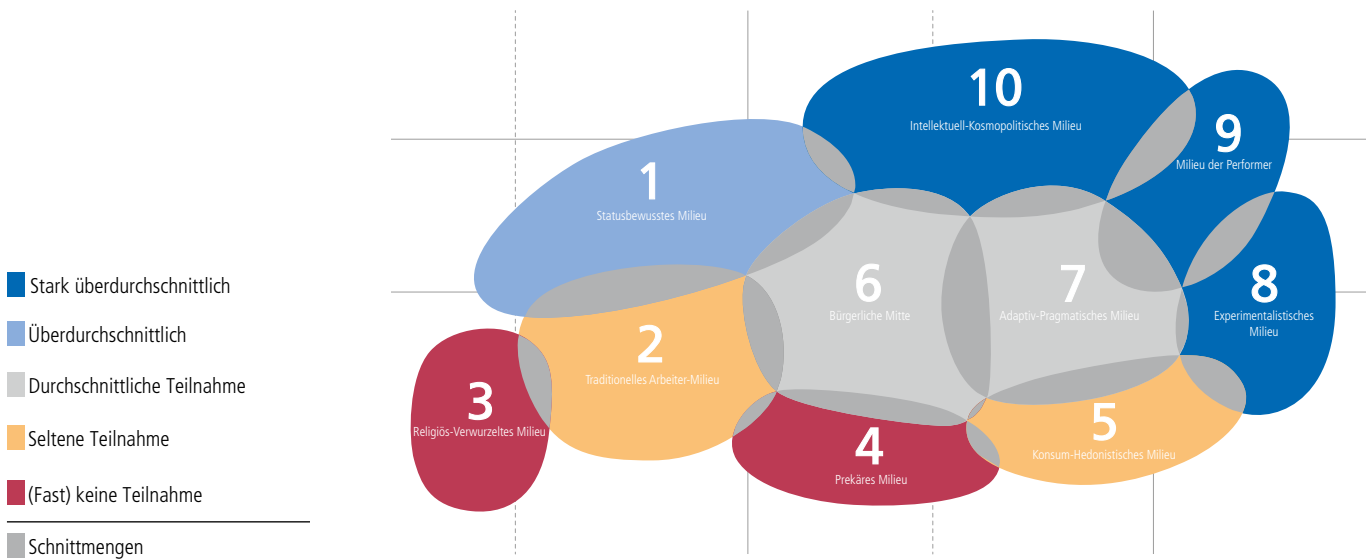 10
Intellektuell-Kosmopolitisches Milieu
9
Milieu der Performer
1
Statusbewusstes Milieu
6
Bürgerliche Mitte
7
Adaptiv-Pragmatisches Milieu
8
Experimentalistisches
Milieu
2
Traditionelles Arbeiter-Milieu
3
Religiös-Verwurzeltes Milieu
4
Prekäres Milieu
5
Konsum-Hedonistisches Milieu
Stark überdurchschnittlich
Überdurchschnittlich
Durchschnittliche Teilnahme
Seltene Teilnahme
(Fast) keine Teilnahme
Schnittmengen